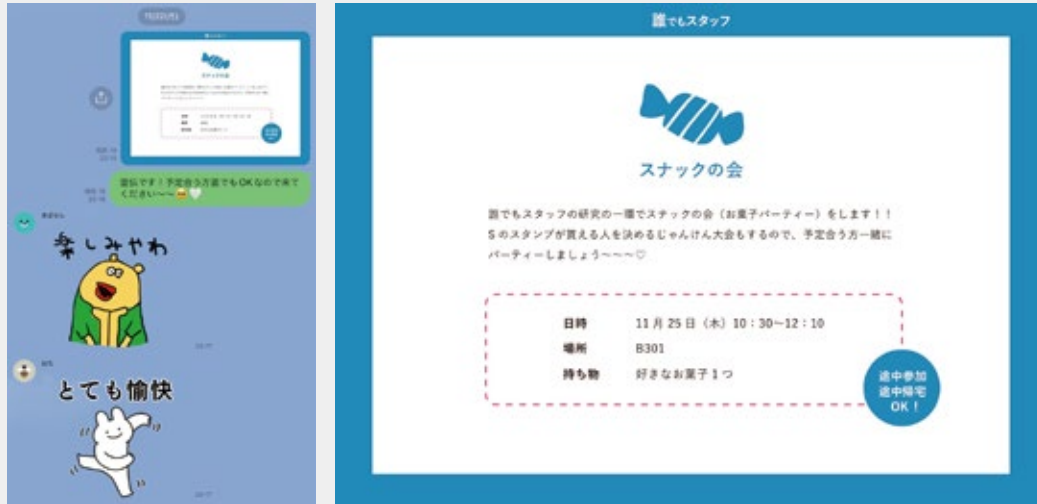 宣伝です！予定合う方誰でもOKなので来て
ください〜〜
楽しみやわ
とても愉快
誰でもスタッフ
スナックの会
誰でもスタッフの研究の一環でスナックの会（お菓子パーティー）をします！！
Sのスタンプが買える人を決めるじゃんけん大会もするので、予定合う方一緒に
パーティーしましょう〜〜〜♡
日時 11月25日（木）10：30〜12：10
場所 B301
持ち物 好きなお菓子1つ
途中参加
途中帰宅
OK！